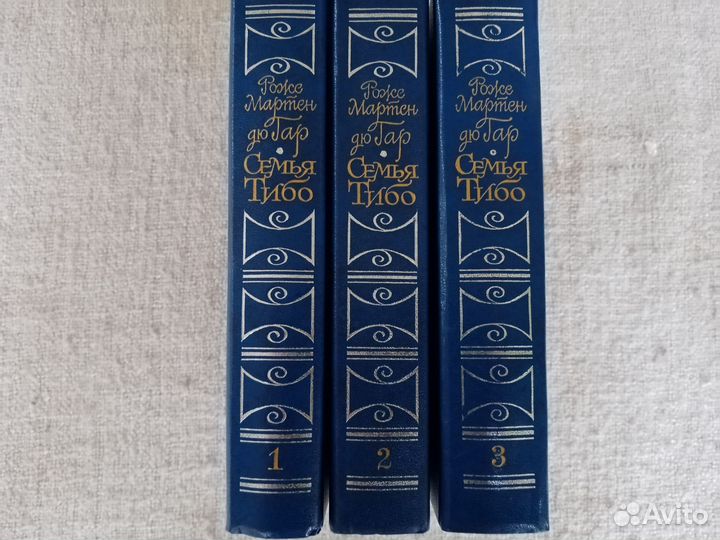 Роже
Мартен
дю Гар
Семья
Тибо
1
Роже
Мартен
дю Гар
Семья
Тибо
2
Роже
Мартен
дю Гар
Семья
Тибо
3
Avito